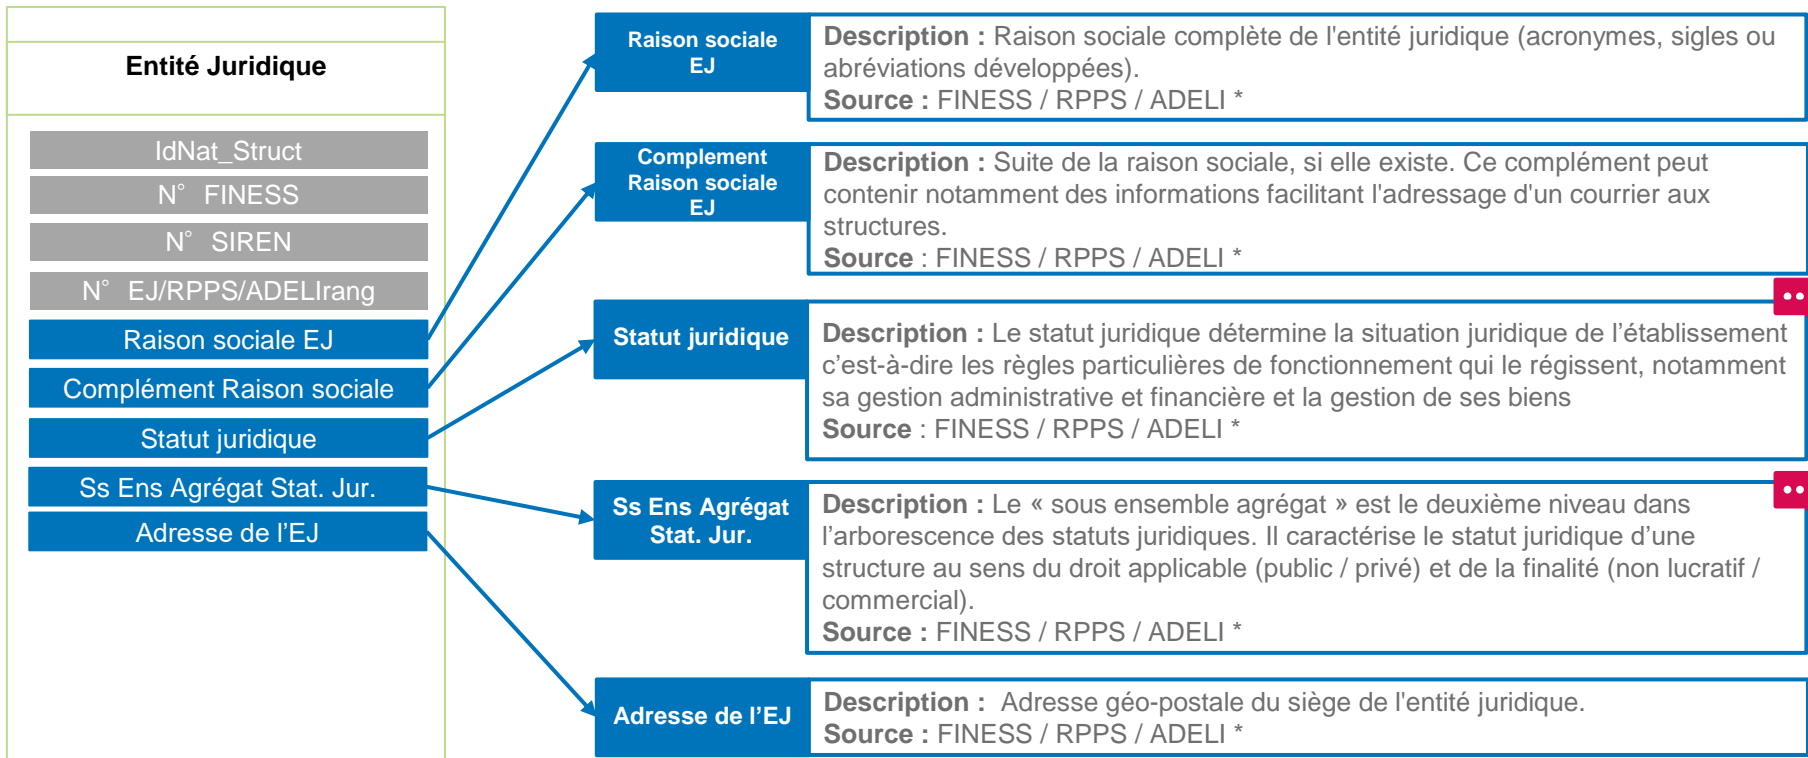 Entité Juridique
IdNat_Struct
N° FINESS
N° SIREN
N° EJ/RPPS/ADELIrang
Raison sociale EJ
Complément Raison sociale
Statut juridique
Ss Ens Agrégat Stat. Jur.
Adresse de l’EJ
Raison sociale
EJ
Description : Raison sociale complète de l'entité juridique (acronymes, sigles ou
abréviations développées).
Source : FINESS / RPPS / ADELI *
Complement
Raison sociale
EJ
Description : Suite de la raison sociale, si elle existe. Ce complément peut
contenir notamment des informations facilitant l'adressage d'un courrier aux
structures.
Source : FINESS / RPPS / ADELI *
Statut juridique
Description : Le statut juridique détermine la situation juridique de l’établissement
c’est-à-dire les règles particulières de fonctionnement qui le régissent, notamment
sa gestion administrative et financière et la gestion de ses biens
Source : FINESS / RPPS / ADELI *
Ss Ens Agrégat
Stat. Jur.
Description : Le « sous ensemble agrégat » est le deuxième niveau dans
l’arborescence des statuts juridiques. Il caractérise le statut juridique d’une
structure au sens du droit applicable (public / privé) et de la finalité (non lucratif /
commercial).
Source : FINESS / RPPS / ADELI *
Adresse de l’EJ
Description : Adresse géo-postale du siège de l'entité juridique.
Source : FINESS / RPPS / ADELI *